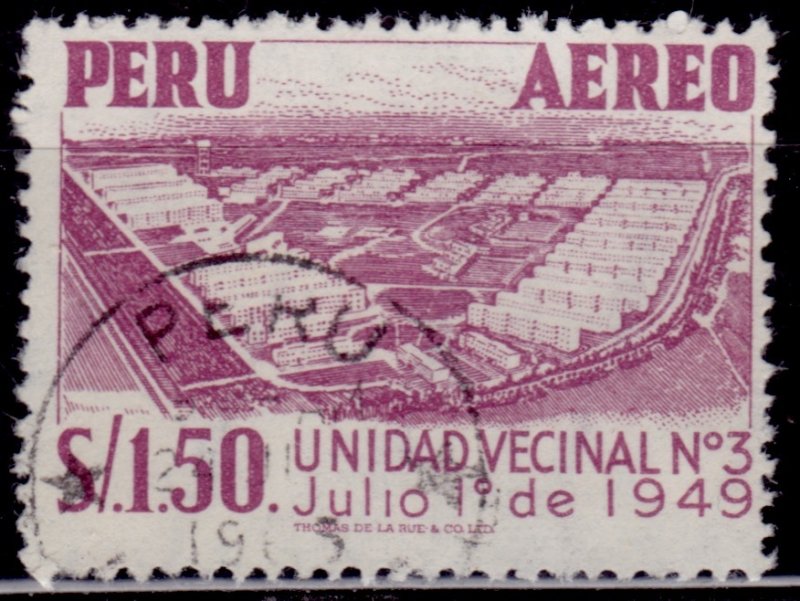 PERU AEREO
PERU
S/.1.50. UNIDAD VECINAL Nº3
Julio 1º de 1949
THOMAS DE LA RUE & CO. LTD.